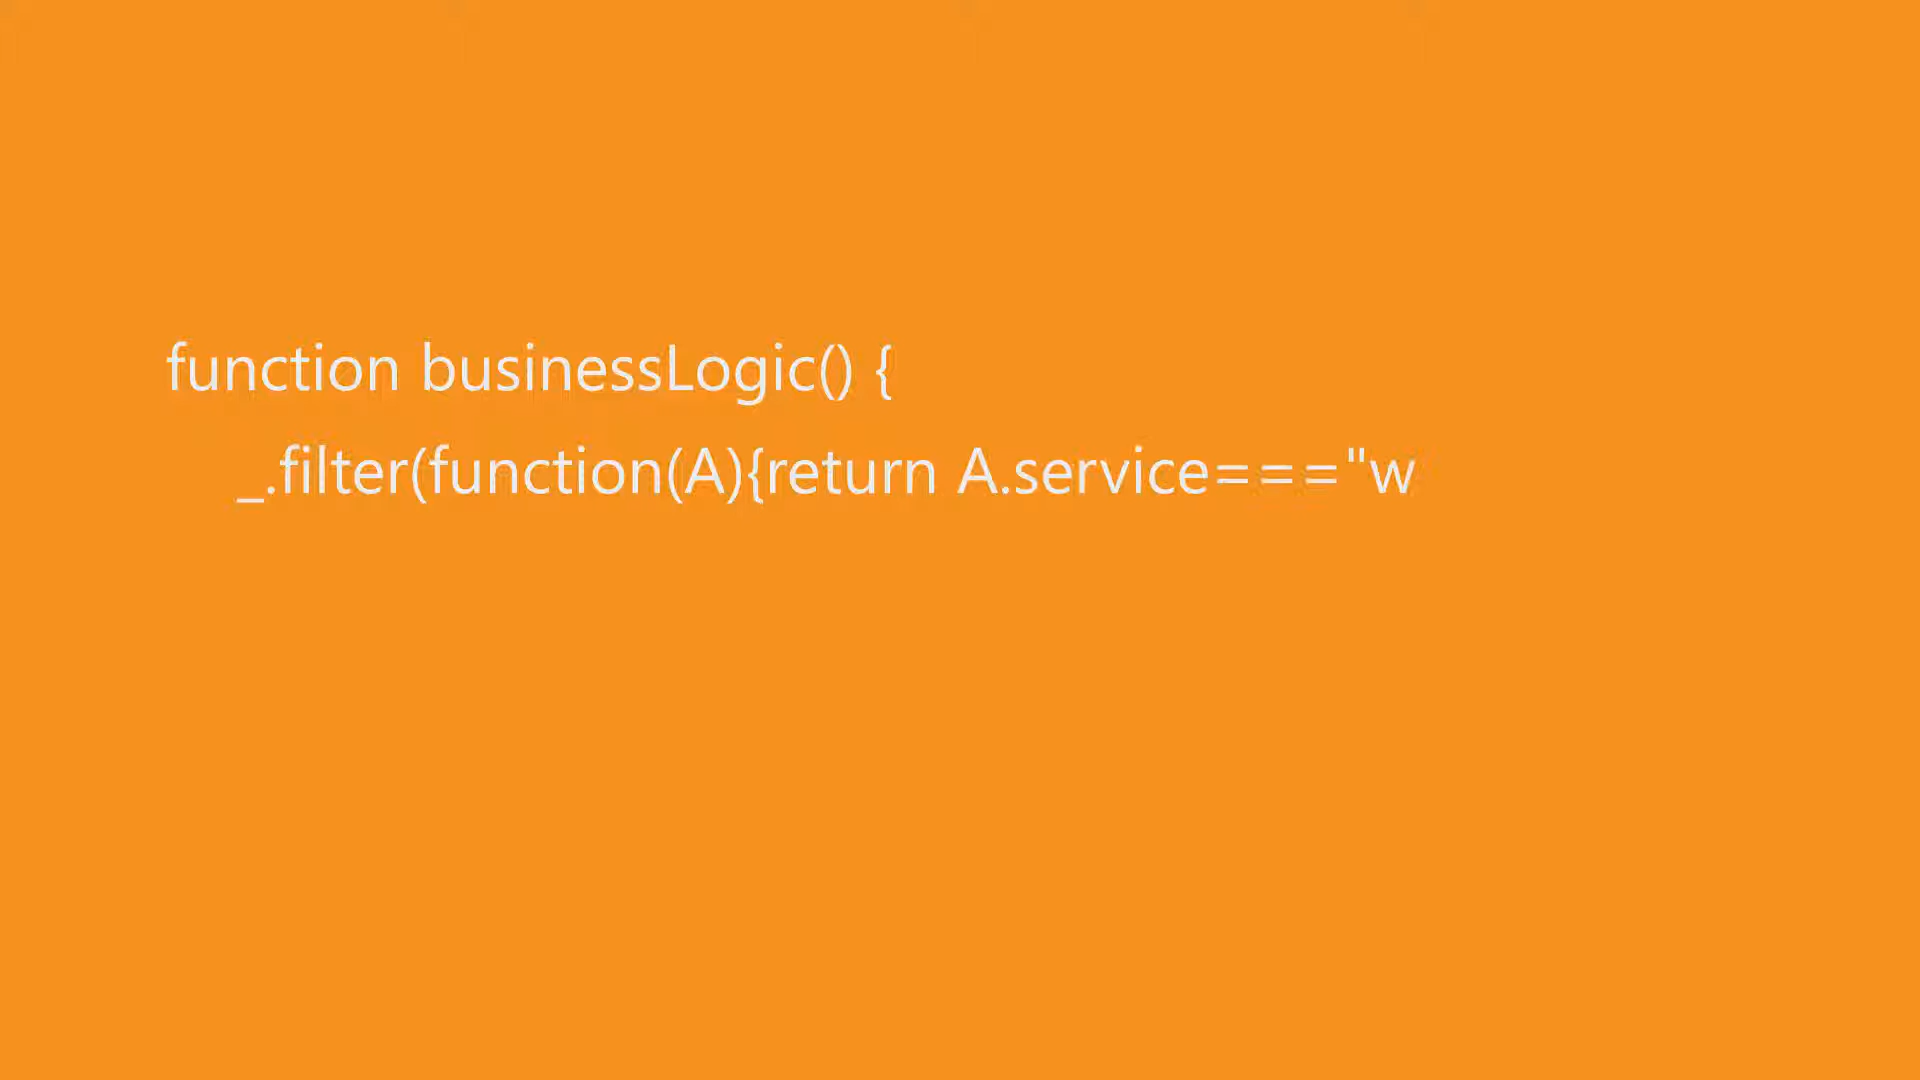 function businessLogic() {
_.filter(function(A){return A.service==="w